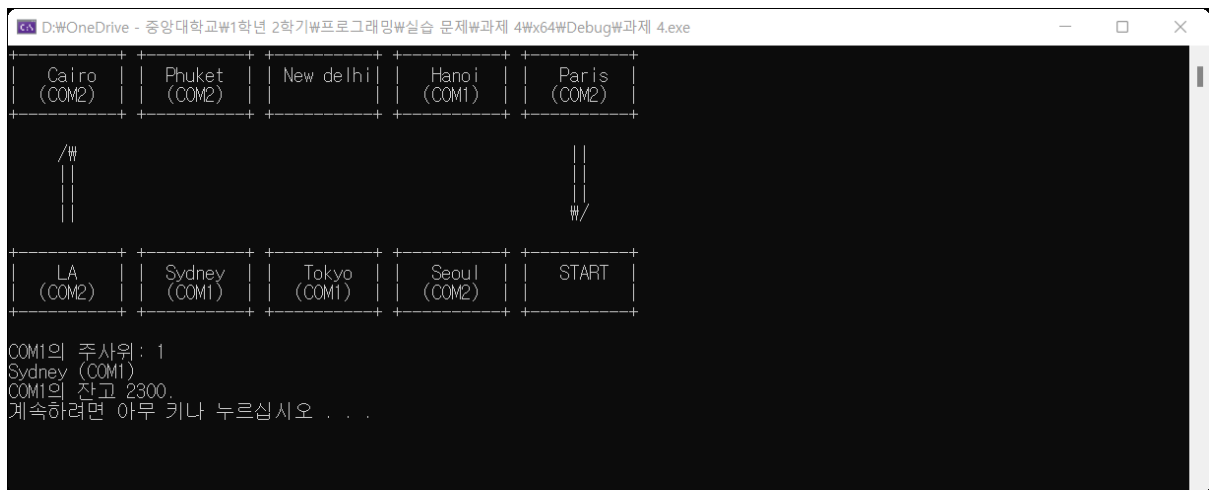 D:₩OneDrive - 중앙대학교₩1학년 2학기₩프로그래밍₩실습 문제₩과제 4₩x64₩Debug₩과제 4.exe
+-----------+ +-----------+ +-----------+ +-----------+ +-----------+
|   Cairo   | |  Phuket   | | New delhi| |   Hanoi   | |   Paris   |
|  (COM2)   | |  (COM2)   | |           | |  (COM1)   | |  (COM2)   |
+-----------+ +-----------+ +-----------+ +-----------+ +-----------+
/₩ ||
|| ||
|| ||
|| ₩/
+-----------+ +-----------+ +-----------+ +-----------+ +-----------+
|    LA     | |  Sydney   | |   Tokyo   | |   Seoul   | |   START   |
|  (COM2)   | |  (COM1)   | |  (COM1)   | |  (COM2)   | |           |
+-----------+ +-----------+ +-----------+ +-----------+ +-----------+
COM1의 주사위: 1
Sydney (COM1)
COM1의 잔고 2300.
계속하려면 아무 키나 누르십시오 . . .